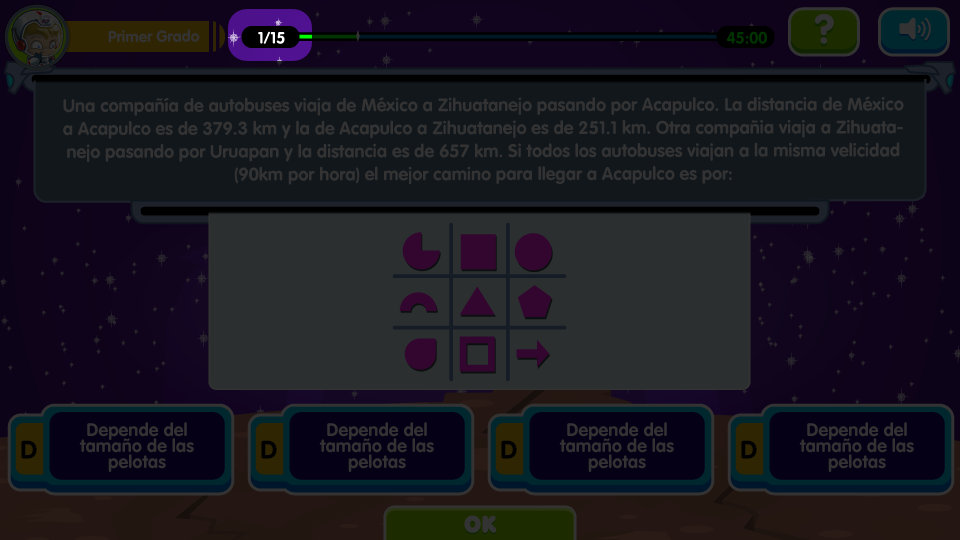 Primer Grado
1/15
45:00
?
Una compañía de autobuses viaja de México a Zihuatanejo pasando por Acapulco. La distancia de México
a Acapulco es de 379.3 km y la de Acapulco a Zihuatanejo es de 251.1 km. Otra compañia viaja a Zihuata-
nejo pasando por Uruapan y la distancia es de 657 km. Si todos los autobuses viajan a la misma velicidad
(90km por hora) el mejor camino para llegar a Acapulco es por:
D
Depende del
tamaño de las
pelotas
D
Depende del
tamaño de las
pelotas
D
Depende del
tamaño de las
pelotas
D
Depende del
tamaño de las
pelotas
OK